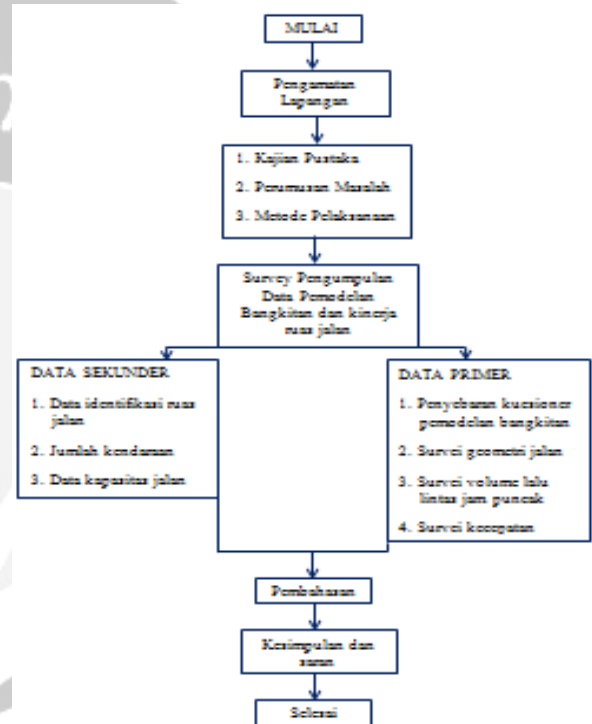 MULAI
Pengamatan
Lapangan
1. Kajian Pustaka
2. Perumusan Masalah
3. Metode Pelaksanaan
Survey Pengumpulan
Data Pemodelan
Bangkitan dan kinerja
ruas jalan
DATA SEKUNDER
1. Data identifikasi ruas
jalan
2. Jumlah kendaraan
3. Data kapasitas jalan
DATA PRIMER
1. Penyebaran kuesioner
pemodelan bangkitan
2. Survei geometri jalan
3. Survei volume lalu
lintas jam puncak
4. Survei kecepatan
Pembahasan
Kesimpulan dan
saran
Selesai